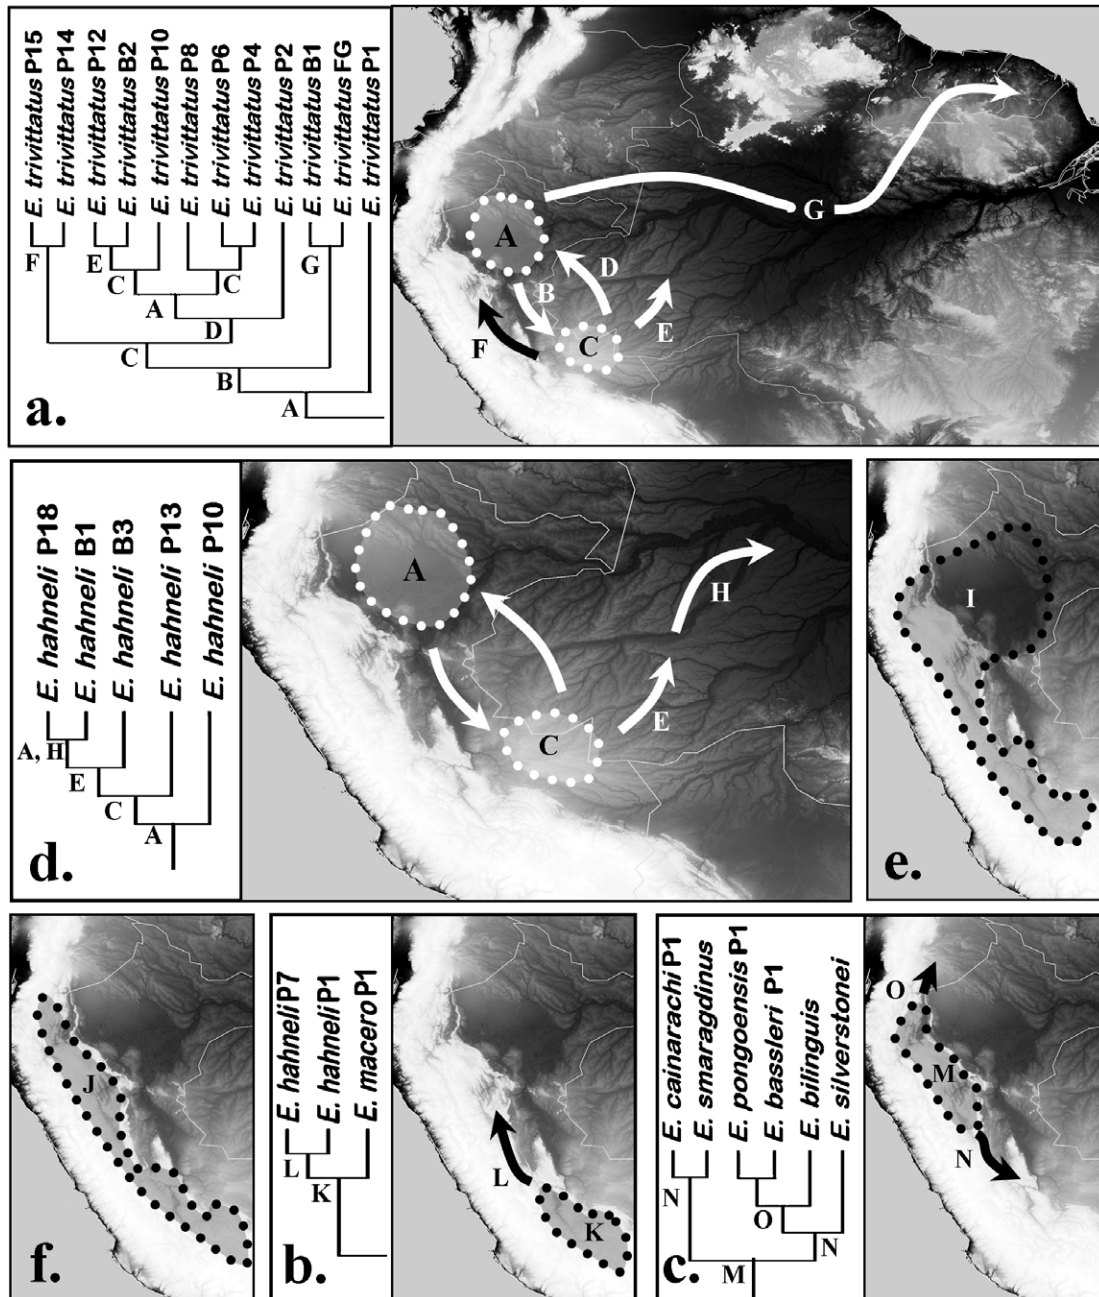 E. trivittatus P15
E. trivittatus P14
E. trivittatus P12
E. trivittatus B2
E. trivittatus P10
E. trivittatus P8
E. trivittatus P6
E. trivittatus P4
E. trivittatus P2
E. trivittatus B1
E. trivittatus FG
E. trivittatus P1
F
E
C
C
G
A
D
C
B
A
a.
A
B
D
C
E
F
G
E. hahneli P18
E. hahneli B1
E. hahneli B3
E. hahneli P13
E. hahneli P10
A, H
E
C
A
d.
A
H
E
C
I
e.
J
f.
E. hahneli P7
E. hahneli P1
E. macero P1
L
K
b.
L
K
E. cainarachi P1
E. smaragdinus
E. pongoensis P1
E. bassleri P1
E. bilinguis
E. silverstonei
N
O
N
M
c.
O
M
N